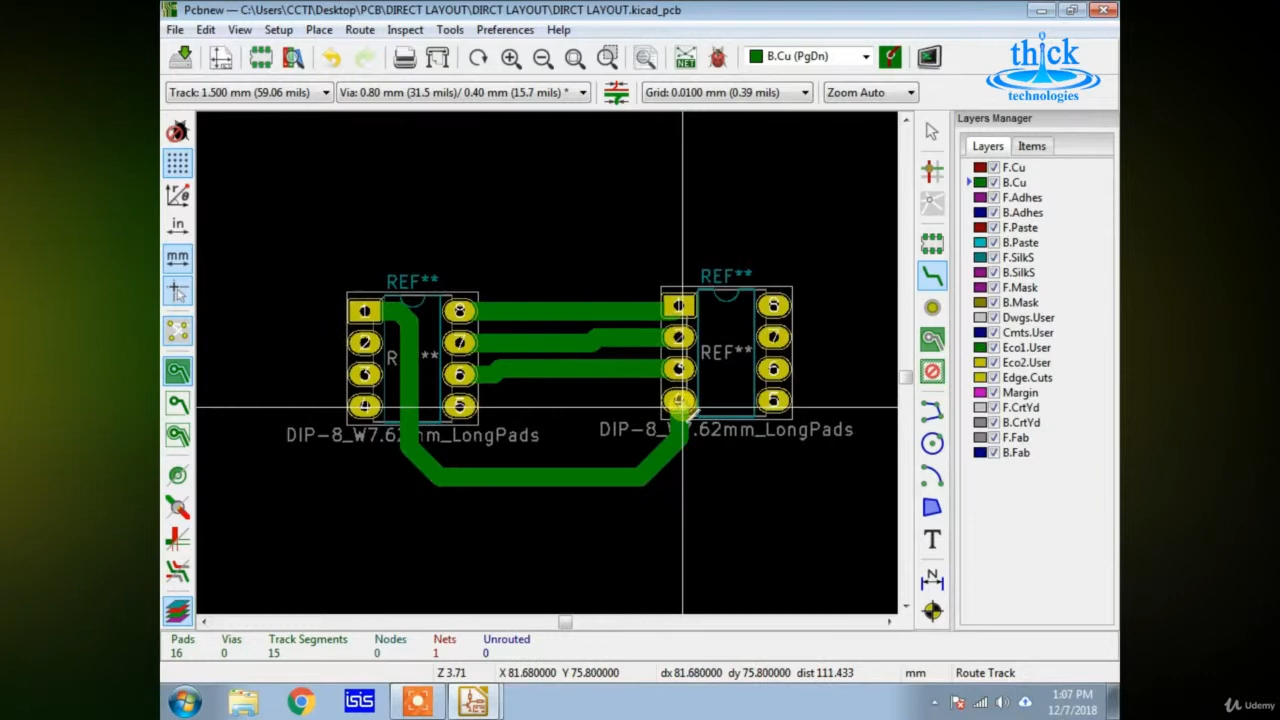 Pcbnew — C:\Users\CCTI\Desktop\PCB\DIRECT LAYOUT\DIRCT LAYOUT\DIRCT LAYOUT.kicad_pcb
File Edit View Setup Place Route Inspect Tools Preferences Help
NET
B.Cu (PgDn)
thick
technologies
Track: 1.500 mm (59.06 mils)
Via: 0.80 mm (31.5 mils)/ 0.40 mm (15.7 mils) *
Grid: 0.0100 mm (0.39 mils)
Zoom Auto
Layers Manager
Layers Items
F.Cu
B.Cu
F.Adhes
B.Adhes
F.Paste
B.Paste
F.SilkS
B.SilkS
F.Mask
B.Mask
Dwgs.User
Cmts.User
Eco1.User
Eco2.User
Edge.Cuts
Margin
F.CrtYd
B.CrtYd
F.Fab
B.Fab
in
mm
REF**
REF**
REF**
DIP-8_W7.62mm_LongPads
DIP-8_W7.62mm_LongPads
T
N
Pads Vias Track Segments Nodes Nets Unrouted
16 0 15 0 1 0
Z 3.71 X 81.680000 Y 75.800000 dx 81.680000 dy 75.800000 dist 111.433 mm Route Track
isis
1:07 PM
12/7/2018
Udemy